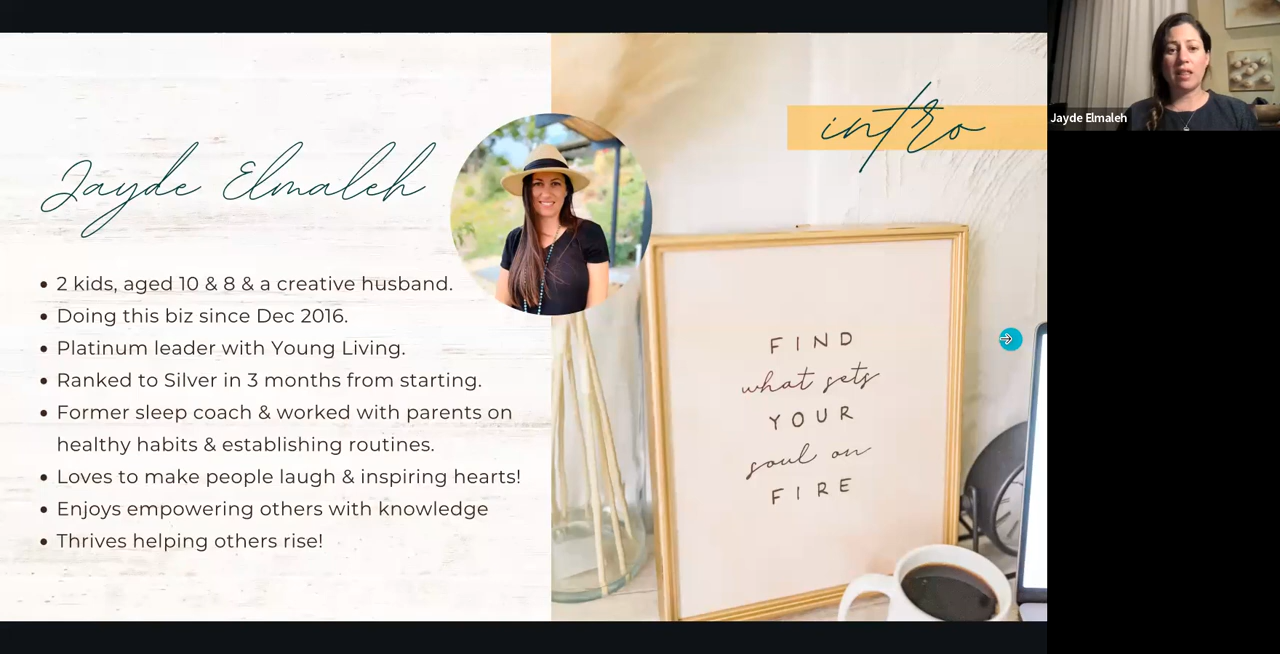 Jayde Elmaleh
2 kids, aged 10 & 8 & a creative husband.
Doing this biz since Dec 2016.
Platinum leader with Young Living.
Ranked to Silver in 3 months from starting.
Former sleep coach & worked with parents on
healthy habits & establishing routines.
Loves to make people laugh & inspiring hearts!
Enjoys empowering others with knowledge
Thrives helping others rise!
intro
FIND
what sets
YOUR
soul on
FIRE
Jayde Elmaleh